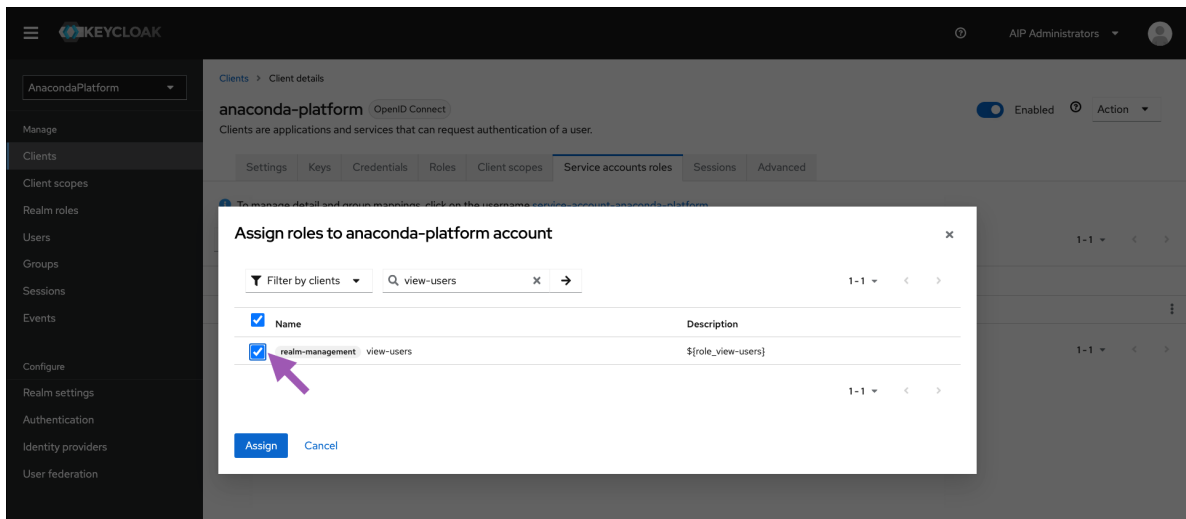 KEYCLOAK
AIP Administrators
AnacondaPlatform
Manage
Clients
Client scopes
Realm roles
Users
Groups
Sessions
Events
Configure
Realm settings
Authentication
Identity providers
User federation
Clients > Client details
anaconda-platform OpenID Connect
Enabled Action
Clients are applications and services that can request authentication of a user.
Settings Keys Credentials Roles Client scopes Service accounts roles Sessions Advanced
To manage detail and group mappings, click on the username service-account-anaconda-platform
1-1
1-1
Assign roles to anaconda-platform account
Filter by clients view-users 1-1
Name Description
realm-management view-users ${role_view-users}
1-1
Assign Cancel